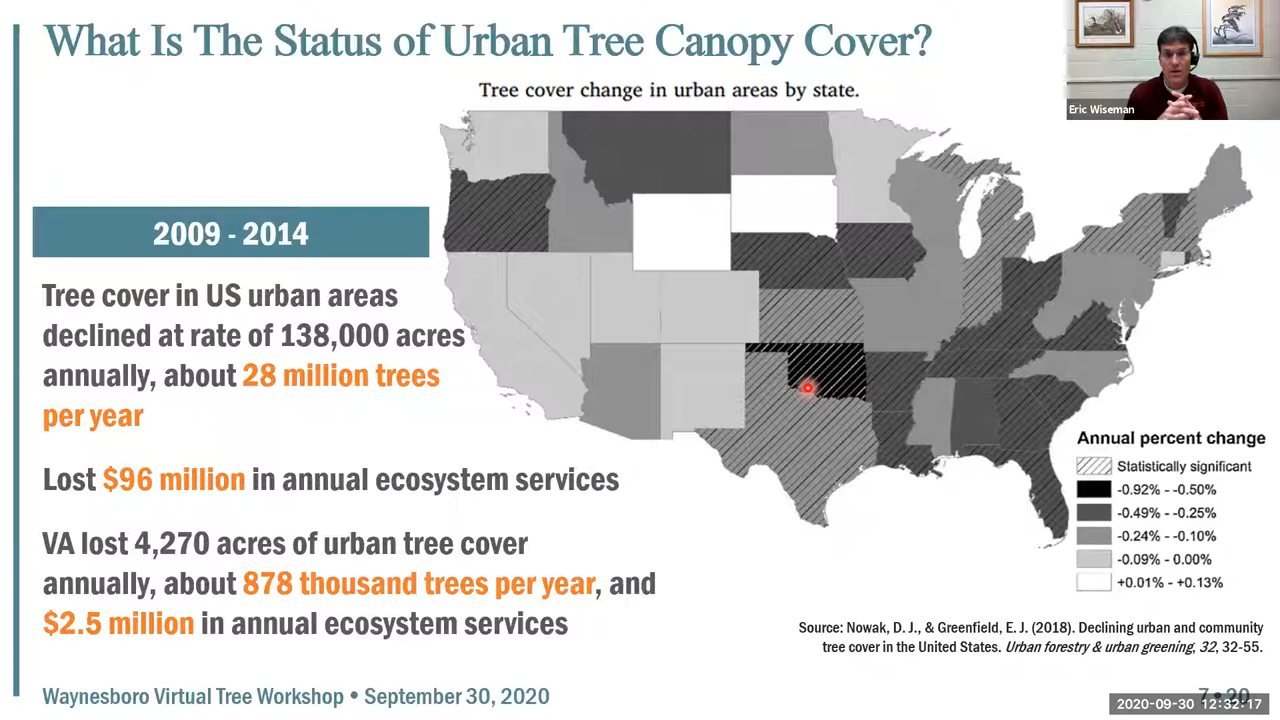 What Is The Status of Urban Tree Canopy Cover?
Eric Wiseman
Tree cover change in urban areas by state.
2009 - 2014
Tree cover in US urban areas
declined at rate of 138,000 acres
annually, about 28 million trees
per year
Lost $96 million in annual ecosystem services
VA lost 4,270 acres of urban tree cover
annually, about 878 thousand trees per year, and
$2.5 million in annual ecosystem services
Annual percent change
Statistically significant
-0.92% - -0.50%
-0.49% - -0.25%
-0.24% - -0.10%
-0.09% - 0.00%
+0.01% - +0.13%
Source: Nowak, D. J., & Greenfield, E. J. (2018). Declining urban and community
tree cover in the United States. Urban forestry & urban greening, 32, 32-55.
Waynesboro Virtual Tree Workshop • September 30, 2020
7 • 20
2020-09-30 12:32:17